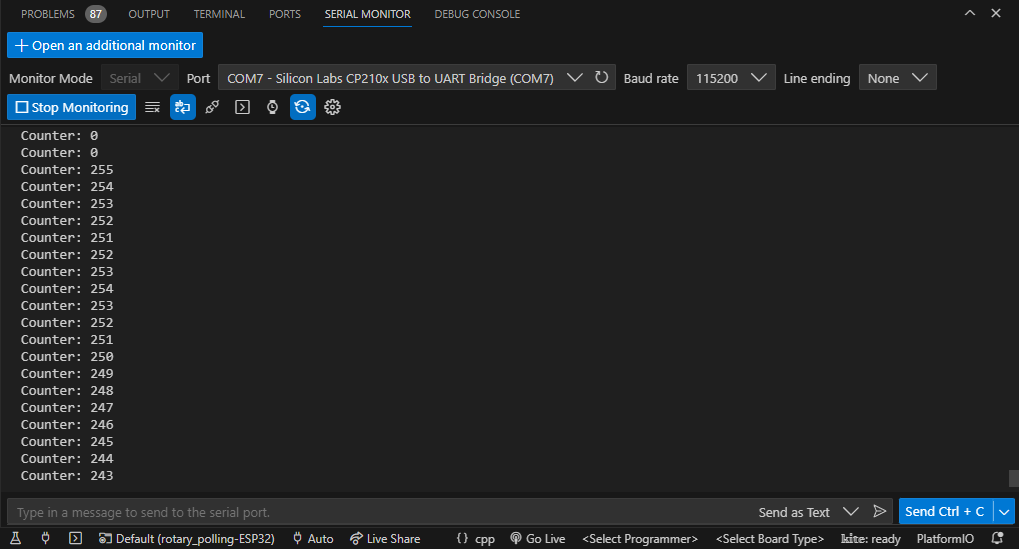 PROBLEMS 87 OUTPUT TERMINAL PORTS SERIAL MONITOR DEBUG CONSOLE
Open an additional monitor
Monitor Mode Serial Port COM7 - Silicon Labs CP210x USB to UART Bridge (COM7) Baud rate 115200 Line ending None
Stop Monitoring
Counter: 0
Counter: 0
Counter: 255
Counter: 254
Counter: 253
Counter: 252
Counter: 251
Counter: 252
Counter: 253
Counter: 254
Counter: 253
Counter: 252
Counter: 251
Counter: 250
Counter: 249
Counter: 248
Counter: 247
Counter: 246
Counter: 245
Counter: 244
Counter: 243
Type in a message to send to the serial port. Send as Text Send Ctrl + C
Default (rotary_polling-ESP32) Auto Live Share {} cpp Go Live <Select Programmer> <Select Board Type> kite: ready PlatformIO